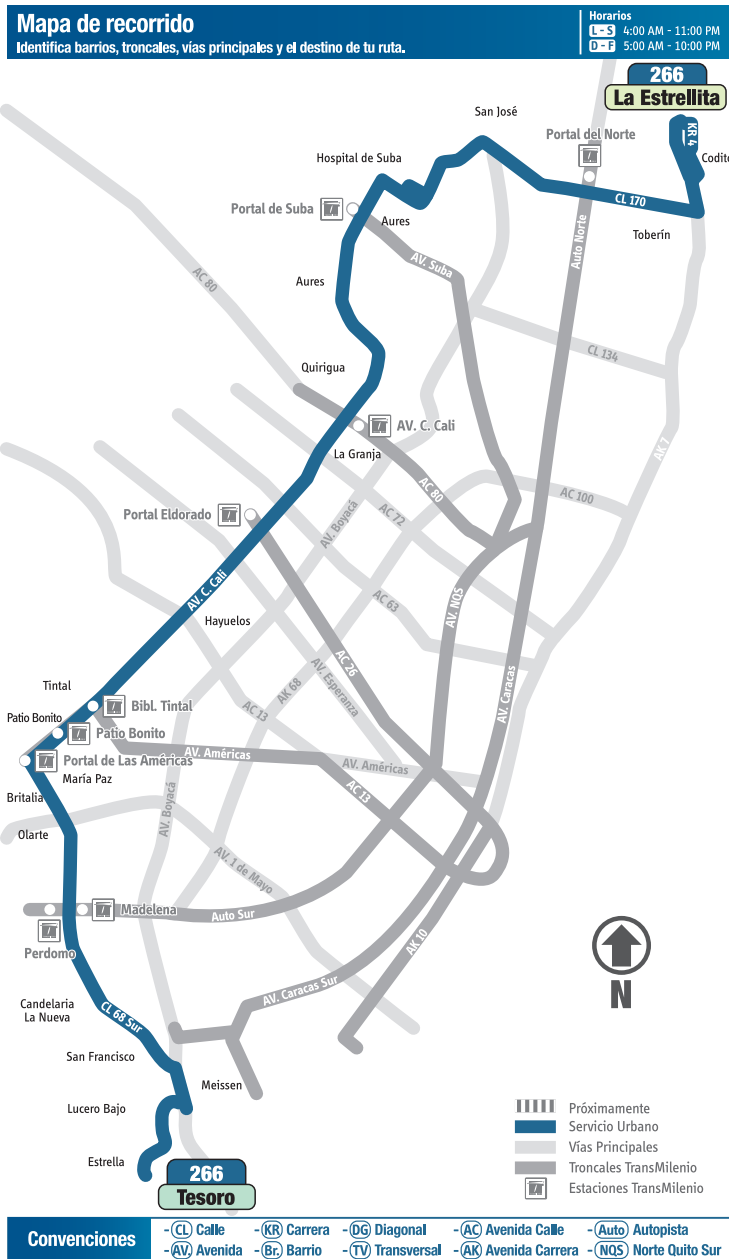 Mapa de recorrido
Identifica barrios, troncales, vías principales y el destino de tu ruta.
Horarios
L - S 4:00 AM - 11:00 PM
D - F 5:00 AM - 10:00 PM
266
La Estrellita
San José
Portal del Norte
KR 4
Codito
Hospital de Suba
CL 170
Portal de Suba
Aures
Toberín
Auto Norte
AV. Suba
AC 80
Aures
CL 134
Quirigua
AV. C. Cali
AK 7
La Granja
AC 80
AC 100
Portal Eldorado
AV. Boyacá
AC 72
AV. C. Cali
AV. NQS
AC 63
Hayuelos
AC 26
AV. Esperanza
AK 68
AV. Caracas
Tintal
Bibl. Tintal
AC 13
Patio Bonito
Patio Bonito
AV. Américas
Portal de Las Américas
AV. Américas
María Paz
AC 13
Britalia
AV. Boyacá
Olarte
AV. 1 de Mayo
Madelena
Auto Sur
Perdomo
AK 10
N
AV. Caracas Sur
Candelaria
La Nueva
CL 68 Sur
San Francisco
Meissen
Lucero Bajo
Estrella
266
Tesoro
Próximamente
Servicio Urbano
Vías Principales
Troncales TransMilenio
Estaciones TransMilenio
Convenciones
- CL Calle - KR Carrera - DG Diagonal - AC Avenida Calle - Auto Autopista
- AV. Avenida - Br. Barrio - TV Transversal - AK Avenida Carrera - NQS Norte Quito Sur